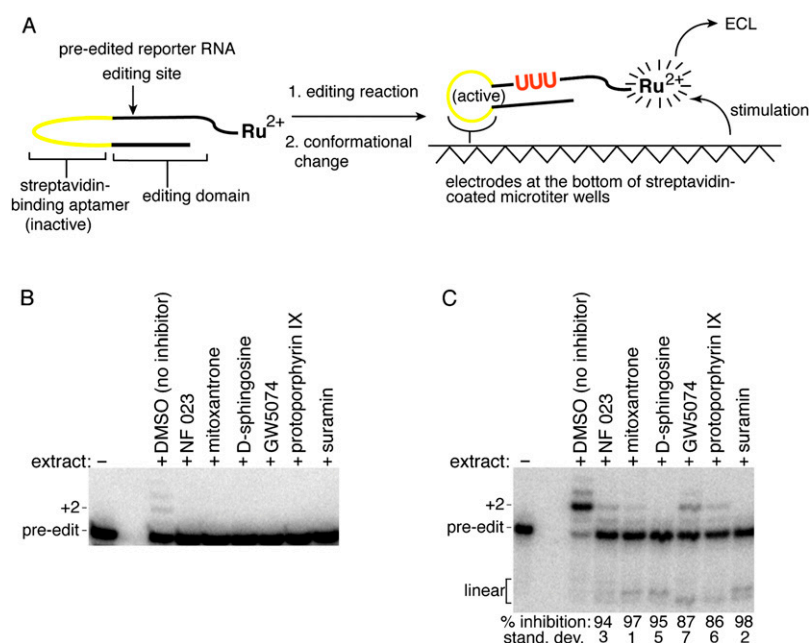 A
pre-edited reporter RNA
editing site
Ru2+
streptavidin-
binding aptamer
(inactive)
editing domain
1. editing reaction
2. conformational
change
ECL
UUU
(active)
Ru2+
stimulation
electrodes at the bottom of streptavidin-
coated microtiter wells
B
DMSO (no inhibitor)
NF 023
mitoxantrone
D-sphingosine
GW5074
protoporphyrin IX
suramin
extract: – + + + + + + +
+2
pre-edit
C
DMSO (no inhibitor)
NF 023
mitoxantrone
D-sphingosine
GW5074
protoporphyrin IX
suramin
extract: – + + + + + + +
+2
pre-edit
linear
% inhibition: 94 97 95 87 86 98
stand. dev. 3 1 5 7 6 2